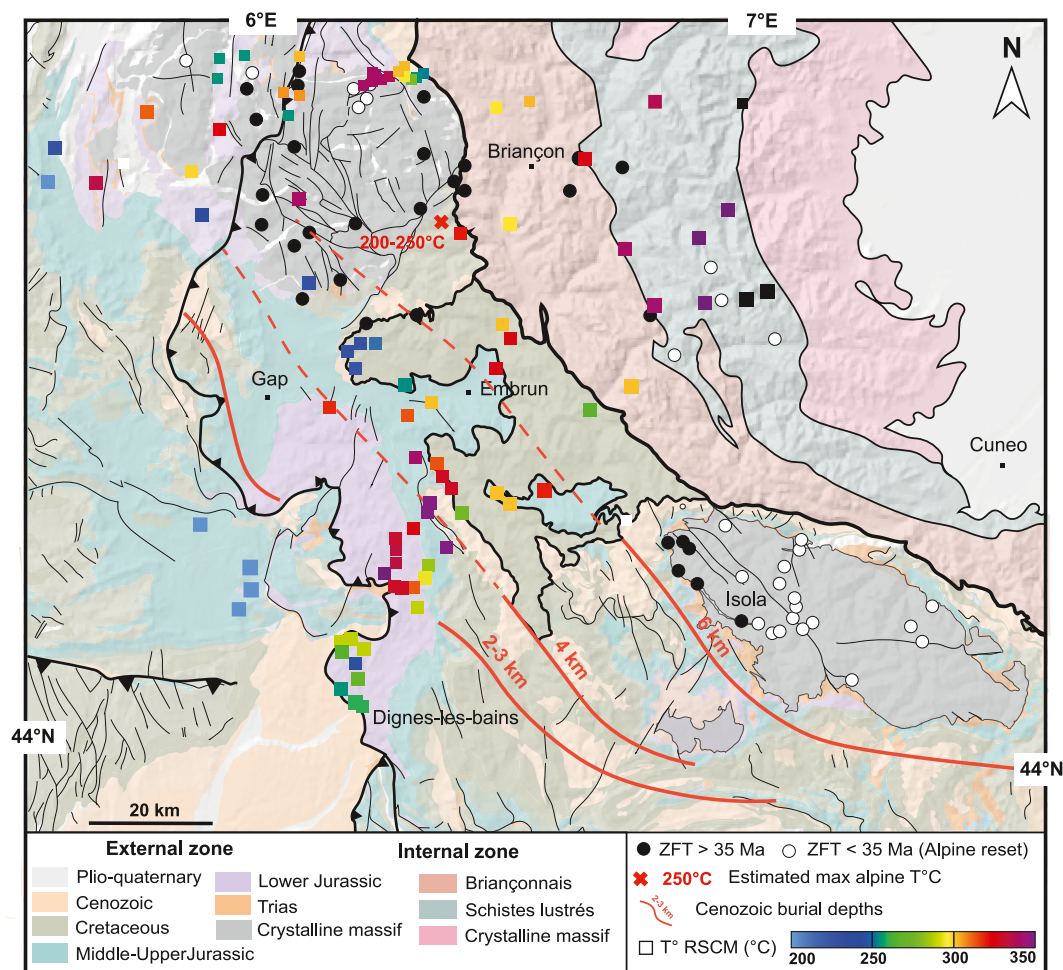 6°E
7°E
N
Briançon
200-250°C
Gap
Embrun
Cuneo
Isola
2-3 km
4 km
6 km
Dignes-les-bains
44°N
44°N
20 km
External zone
Plio-quaternary
Cenozoic
Cretaceous
Middle-UpperJurassic
Lower Jurassic
Trias
Crystalline massif
Internal zone
Briançonnais
Schistes lustrés
Crystalline massif
ZFT > 35 Ma
ZFT < 35 Ma (Alpine reset)
250°C Estimated max alpine T°C
2-3 km
Cenozoic burial depths
T° RSCM (°C)
200 250 300 350